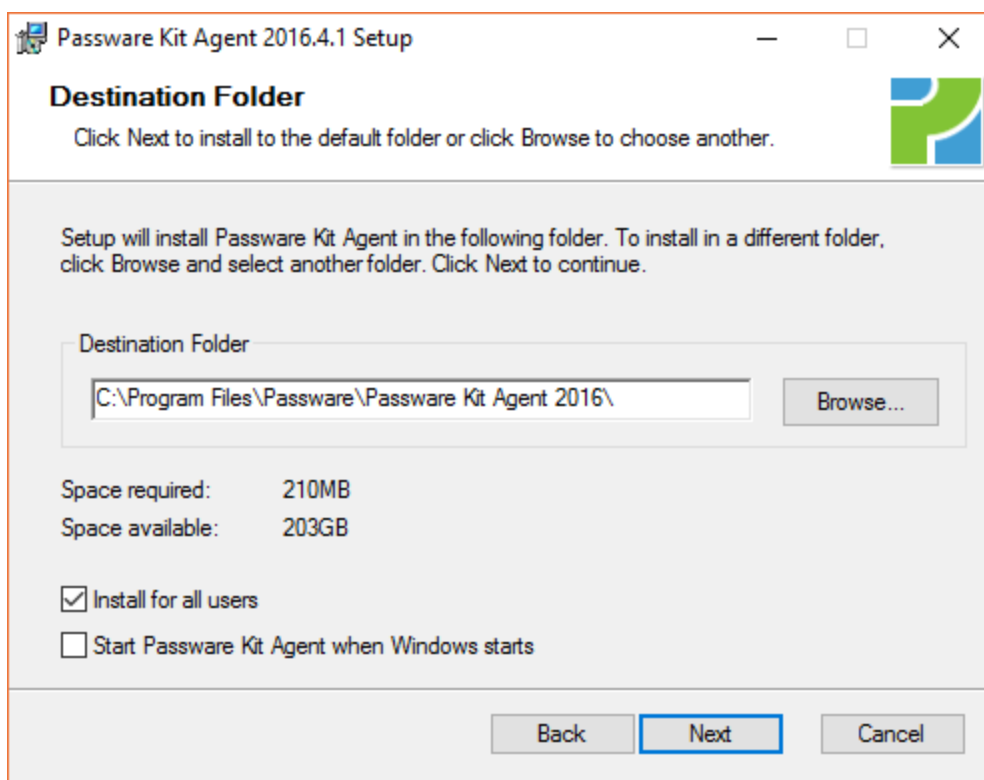 Passware Kit Agent 2016.4.1 Setup
Destination Folder
Click Next to install to the default folder or click Browse to choose another.
Setup will install Passware Kit Agent in the following folder. To install in a different folder,
click Browse and select another folder. Click Next to continue.
Destination Folder
C:\Program Files\Passware\Passware Kit Agent 2016\
Browse...
Space required: 210MB
Space available: 203GB
Install for all users
Start Passware Kit Agent when Windows starts
Back Next Cancel